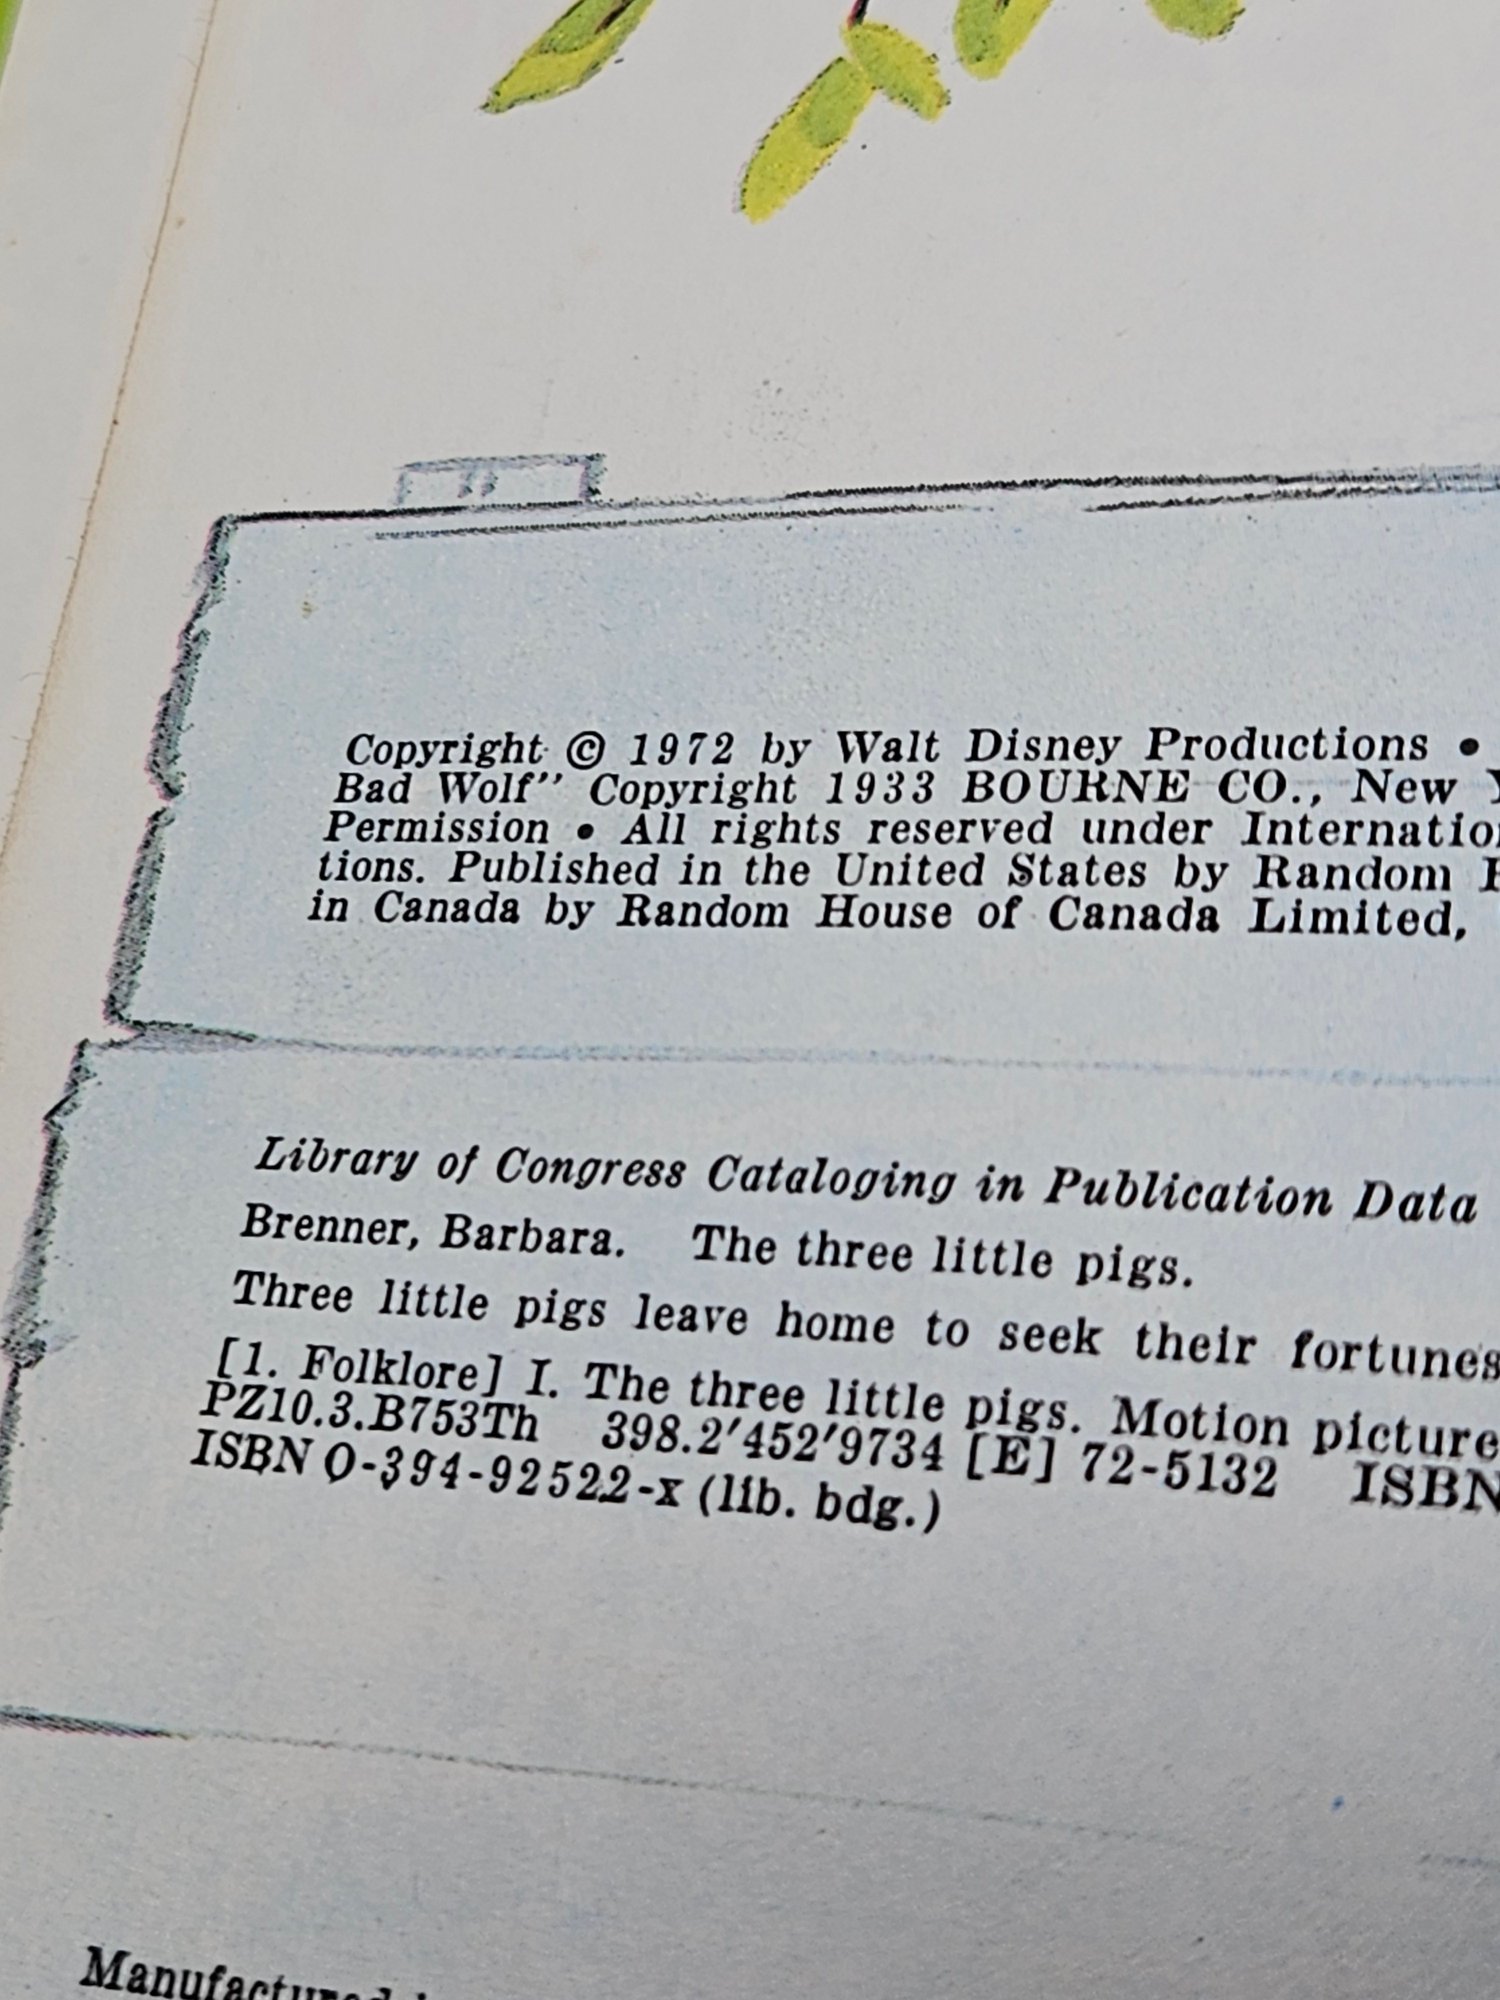 Copyright © 1972 by Walt Disney Productions •
Bad Wolf" Copyright 1933 BOURNE CO., New
Permission • All rights reserved under
tions. Published in the United States by Random
in Canada by Random House of Canada Limited,
Library of Congress Cataloging in Publication Data
Brenner, Barbara. The three little pigs.
Three little pigs leave home to seek their fortunes
[1. Folklore] I. The three little pigs. Motion picture
PZ10.3.B753Th 398.2'452'9734 [E] 72-5132 ISBN
ISBN 0-394-92522-x (lib. bdg.)
Manufactured